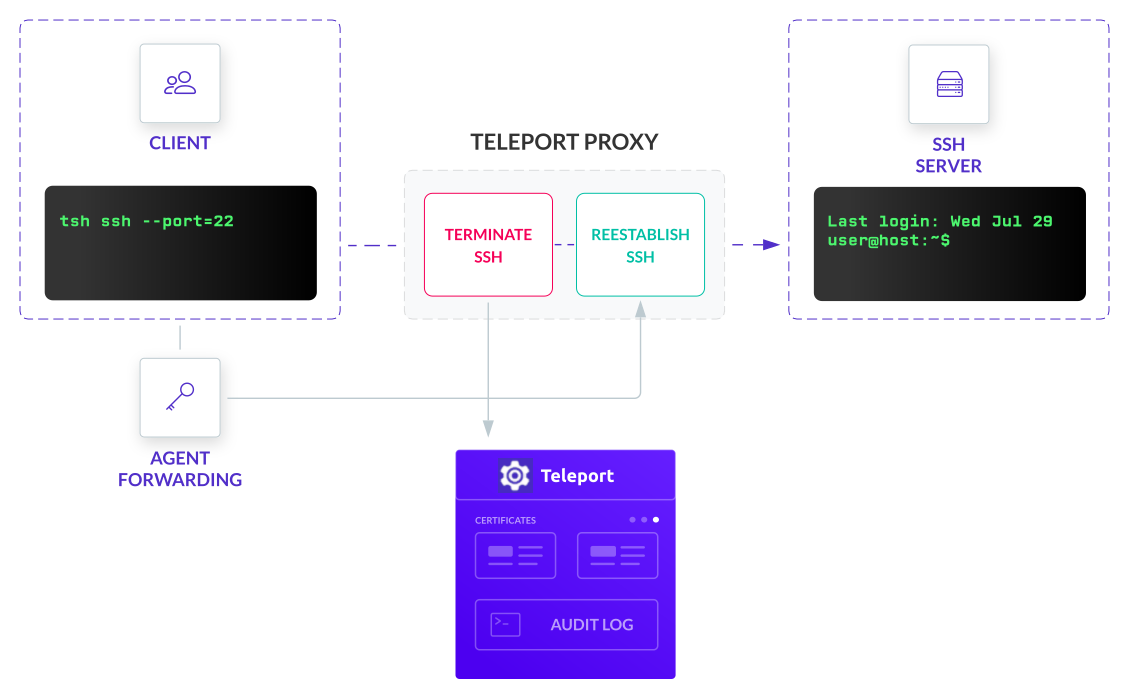 CLIENT
tsh ssh --port=22
AGENT
FORWARDING
TELEPORT PROXY
TERMINATE
SSH
REESTABLISH
SSH
SSH
SERVER
Last login: Wed Jul 29
user@host:~$
Teleport
CERTIFICATES
>_
AUDIT LOG